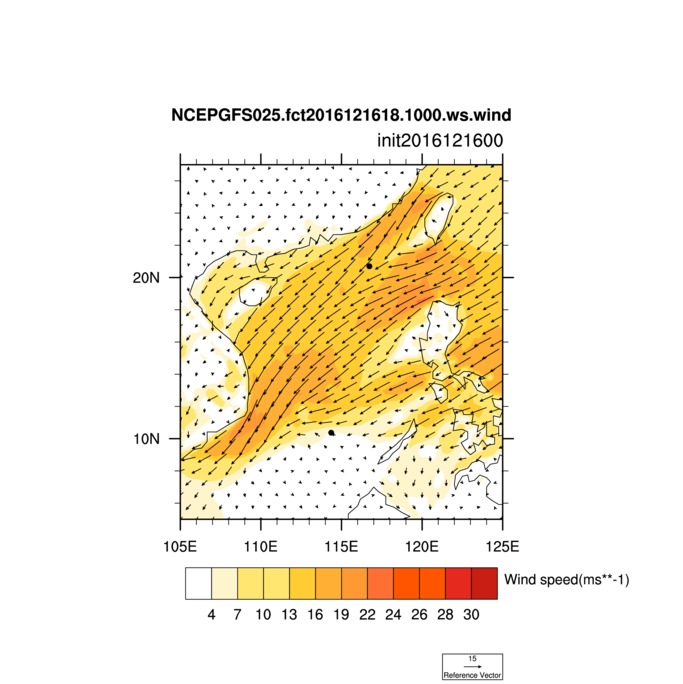 NCEPGFS025.fct2016121618.1000.ws.wind
init2016121600
20N
10N
105E 110E 115E 120E 125E
Wind speed(ms**-1)
4 7 10 13 16 19 22 24 26 28 30
15
Reference Vector